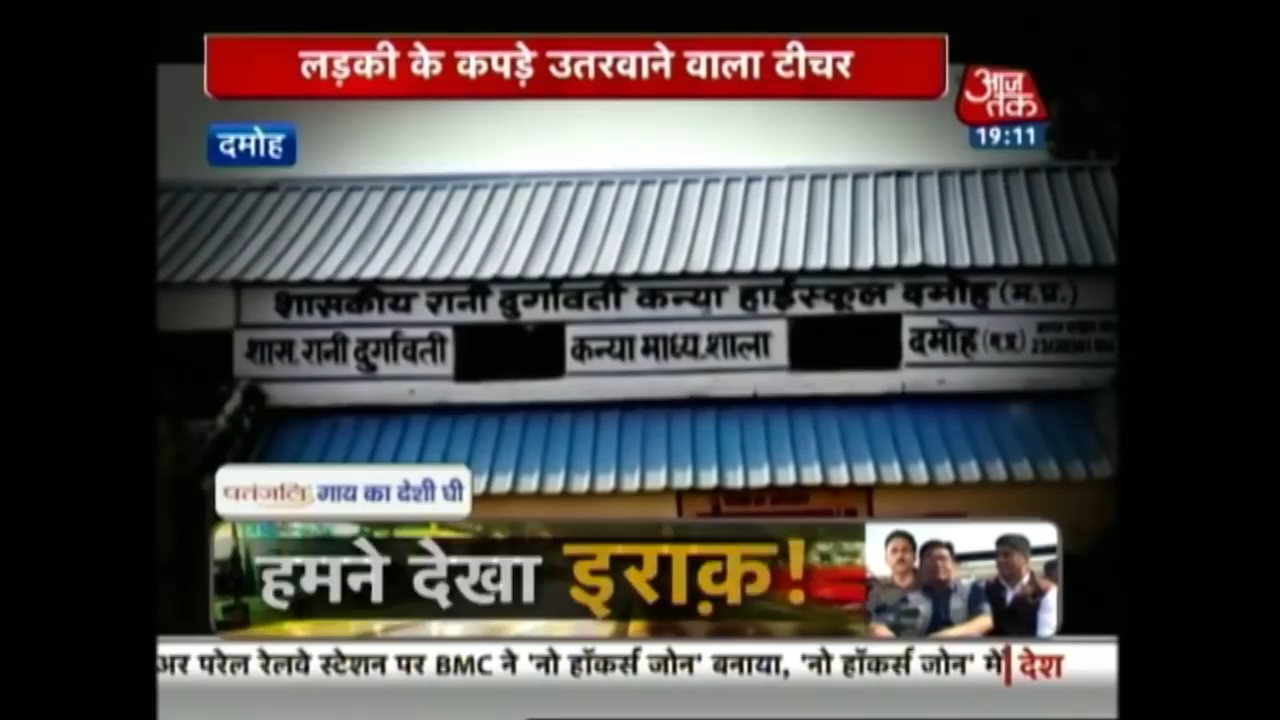 लड़की के कपड़े उतरवाने वाला टीचर
आज तक
19:11
दमोह
शासकीय रानी दुर्गावती कन्या हाईस्कूल दमोह (म.प्र.)
शास. रानी दुर्गावती कन्या माध्य. शाला दमोह
पतंजलि गाय का देशी घी
हमने देखा इराक़!
अर परेल रेलवे स्टेशन पर BMC ने 'नो हॉकर्स जोन' बनाया, 'नो हॉकर्स जोन' में देश